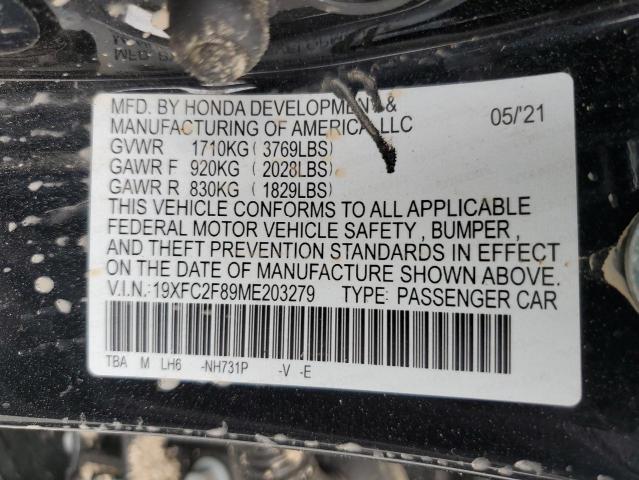 MFD. BY HONDA DEVELOPMENT &
MANUFACTURING OF AMERICA, LLC 05/'21
GVWR 1710KG ( 3769LBS)
GAWR F 920KG ( 2028LBS)
GAWR R 830KG ( 1829LBS)
THIS VEHICLE CONFORMS TO ALL APPLICABLE
FEDERAL MOTOR VEHICLE SAFETY , BUMPER ,
AND THEFT PREVENTION STANDARDS IN EFFECT
ON THE DATE OF MANUFACTURE SHOWN ABOVE.
V.I.N.:19XFC2F89ME203279 TYPE: PASSENGER CAR
TBA M LH6 -NH731P -V -E